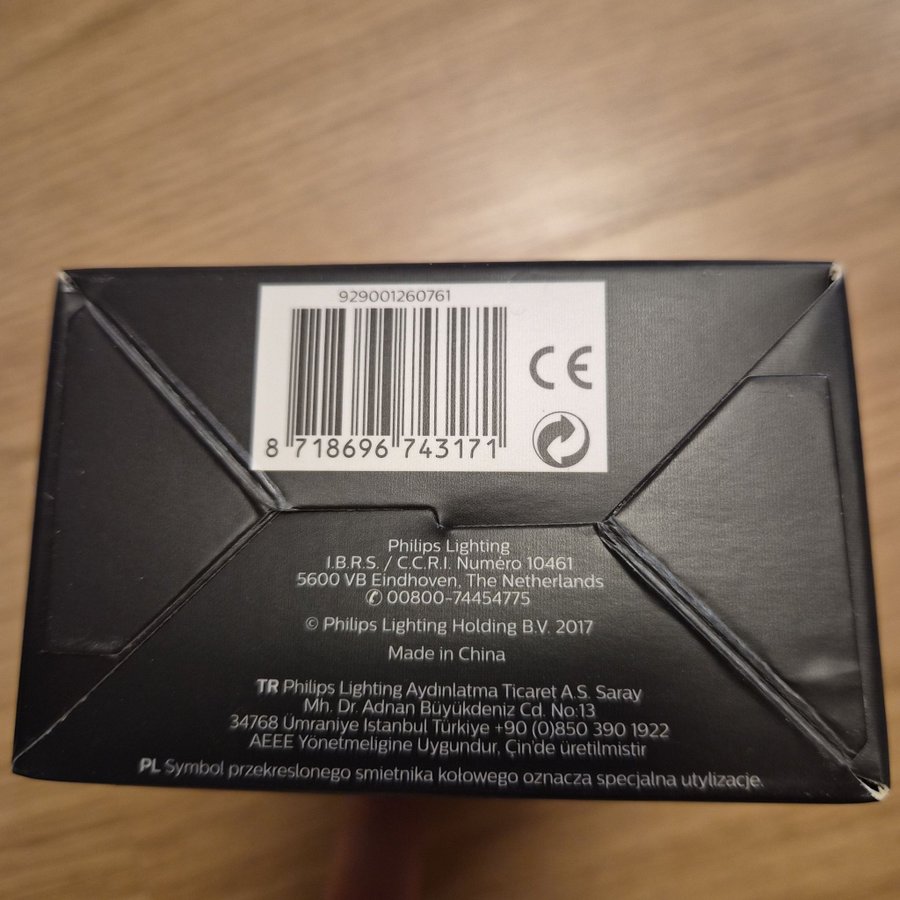 929001260761
CE
8 718696 743171
Philips Lighting
I.B.R.S. / C.C.R.I. Numéro 10461
5600 VB Eindhoven, The Netherlands
✆ 00800-74454775
© Philips Lighting Holding B.V. 2017
Made in China
TR Philips Lighting Aydınlatma Ticaret A.S. Saray
Mh. Dr. Adnan Büyükdeniz Cd. No:13
34768 Ümraniye Istanbul Türkiye +90 (0)850 390 1922
AEEE Yönetmeligine Uygundur, Çin'de üretilmistir
PL Symbol przekreslonego smietnika kołowego oznacza specjalna utylizacje.